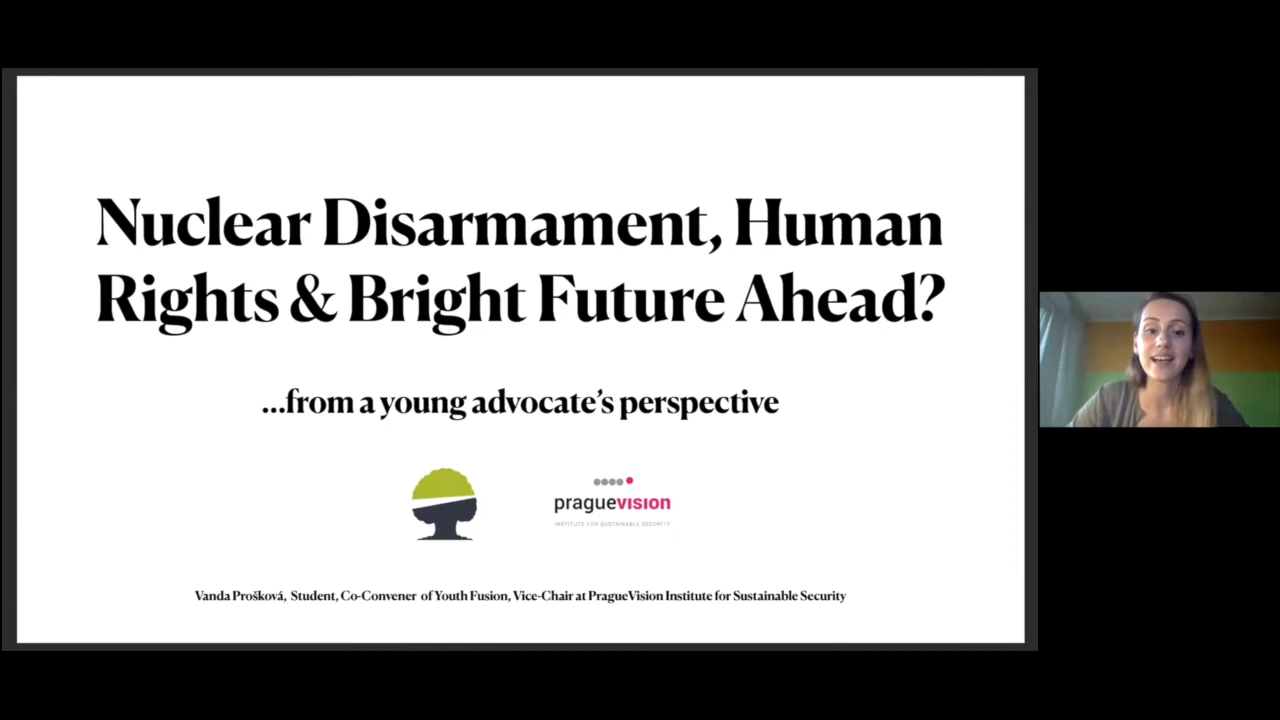 Nuclear Disarmament, Human
Rights & Bright Future Ahead?
...from a young advocate's perspective
praguevision
INSTITUTE FOR SUSTAINABLE SECURITY
Vanda Prošková, Student, Co-Convener of Youth Fusion, Vice-Chair at PragueVision Institute for Sustainable Security